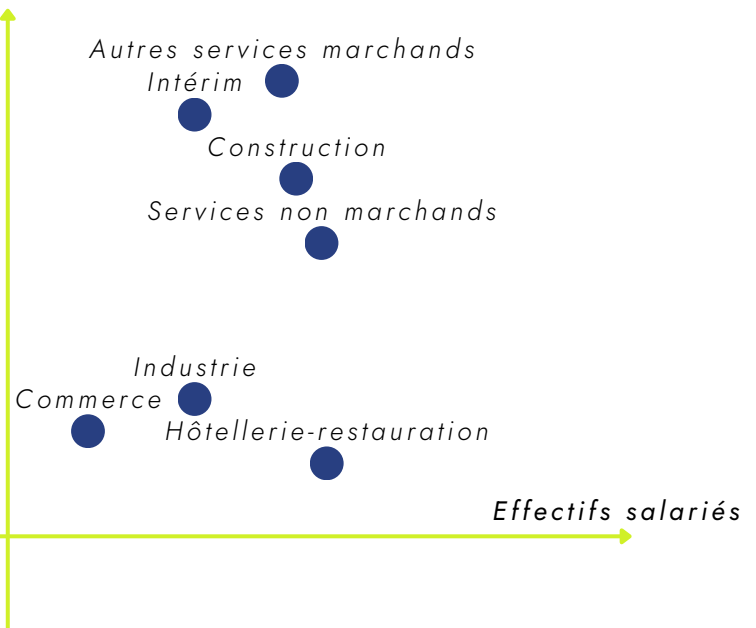 Autres services marchands
Intérim
Construction
Services non marchands
Industrie
Commerce
Hôtellerie-restauration
Effectifs salariés